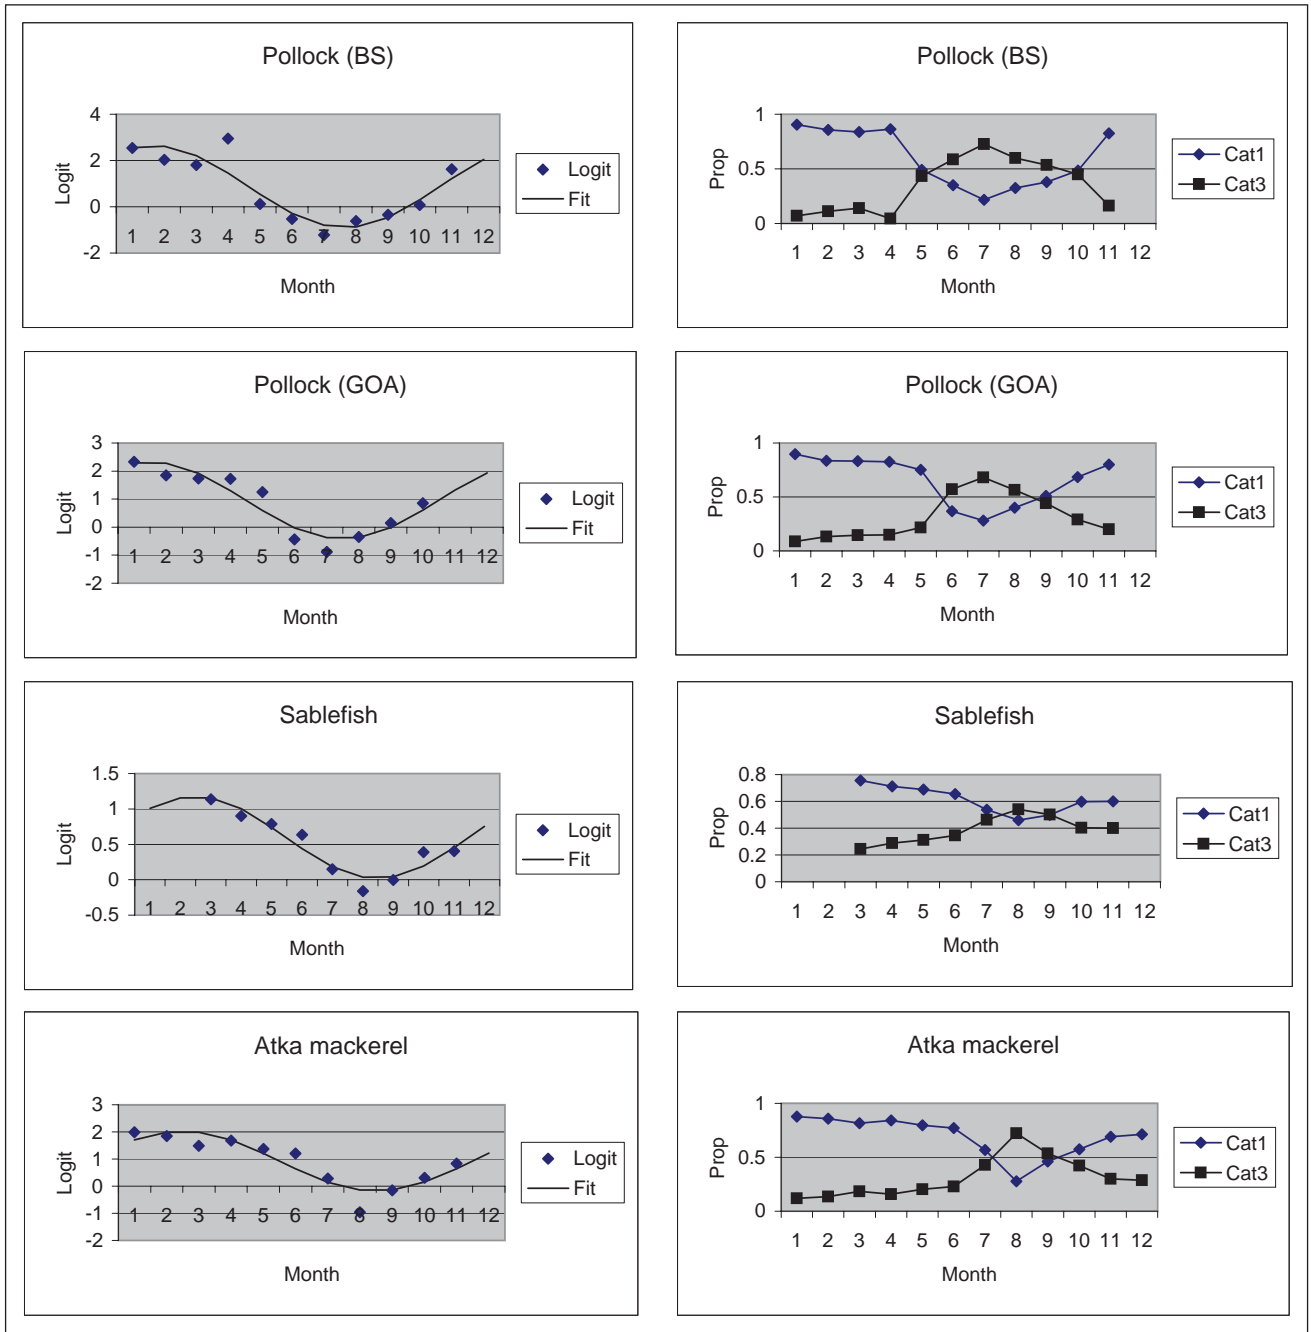 Pollock (BS)
4
2
0
-2
Logit
1 2 3 4 5 6 7 8 9 10 11 12
Month
Logit
Fit
Pollock (BS)
1
0.5
0
Prop
1 2 3 4 5 6 7 8 9 10 11 12
Month
Cat1
Cat3
Pollock (GOA)
3
2
1
0
-1
-2
Logit
1 2 3 4 5 6 7 8 9 10 11 12
Month
Logit
Fit
Pollock (GOA)
1
0.5
0
Prop
1 2 3 4 5 6 7 8 9 10 11 12
Month
Cat1
Cat3
Sablefish
1.5
1
0.5
0
-0.5
Logit
1 2 3 4 5 6 7 8 9 10 11 12
Month
Logit
Fit
Sablefish
0.8
0.6
0.4
0.2
0
Prop
1 2 3 4 5 6 7 8 9 10 11 12
Month
Cat1
Cat3
Atka mackerel
3
2
1
0
-1
-2
Logit
1 2 3 4 5 6 7 8 9 10 11 12
Month
Logit
Fit
Atka mackerel
1
0.5
0
Prop
1 2 3 4 5 6 7 8 9 10 11 12
Month
Cat1
Cat3